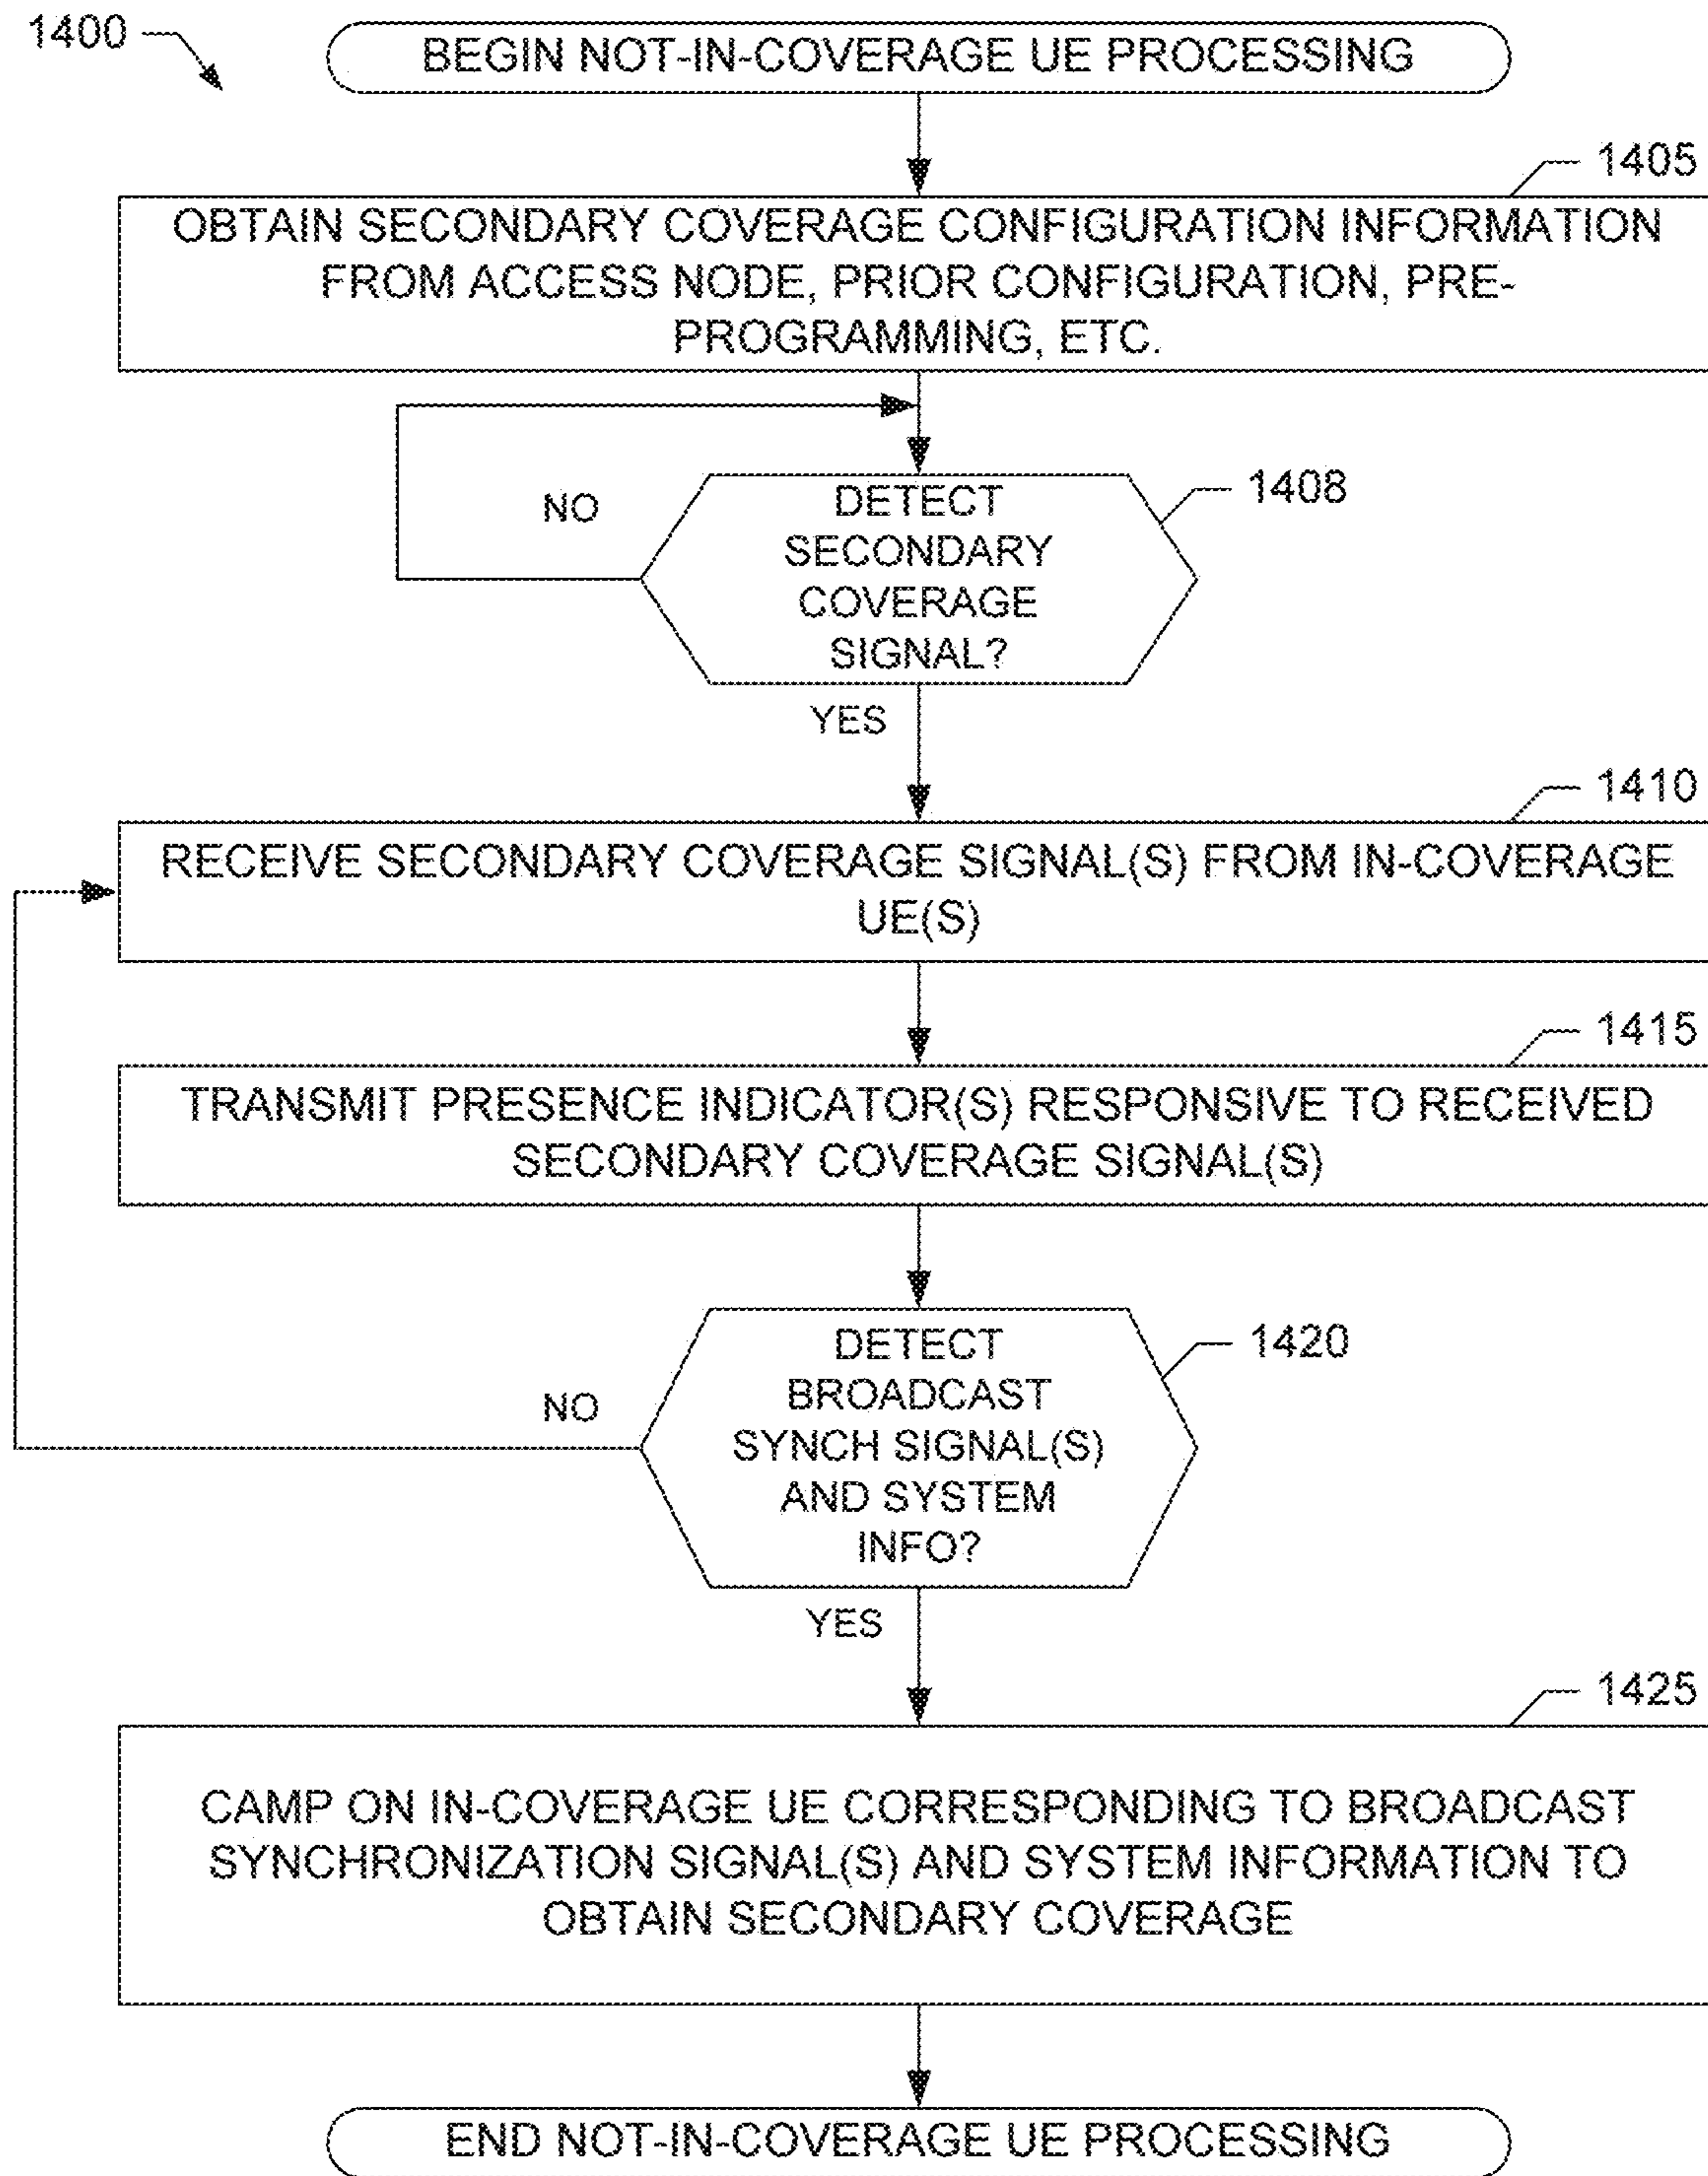 1400
BEGIN NOT-IN-COVERAGE UE PROCESSING
1405
OBTAIN SECONDARY COVERAGE CONFIGURATION INFORMATION
FROM ACCESS NODE, PRIOR CONFIGURATION, PRE-
PROGRAMMING, ETC.
1408
NO
DETECT
SECONDARY
COVERAGE
SIGNAL?
YES
1410
RECEIVE SECONDARY COVERAGE SIGNAL(S) FROM IN-COVERAGE
UE(S)
1415
TRANSMIT PRESENCE INDICATOR(S) RESPONSIVE TO RECEIVED
SECONDARY COVERAGE SIGNAL(S)
1420
NO
DETECT
BROADCAST
SYNCH SIGNAL(S)
AND SYSTEM
INFO?
YES
1425
CAMP ON IN-COVERAGE UE CORRESPONDING TO BROADCAST
SYNCHRONIZATION SIGNAL(S) AND SYSTEM INFORMATION TO
OBTAIN SECONDARY COVERAGE
END NOT-IN-COVERAGE UE PROCESSING